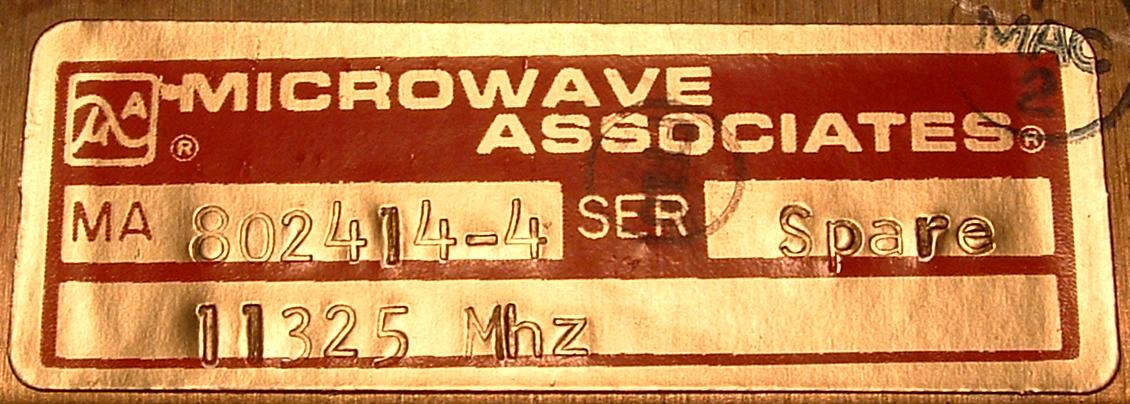 MAC
2
MICROWAVE
ASSOCIATES®
®
MA 802414-4 SER Spare
11325 Mhz